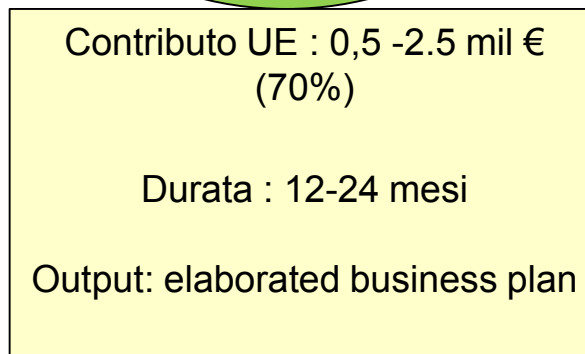 Contributo UE : 0,5 -2.5 mil €
(70%)
Durata : 12-24 mesi
Output: elaborated business plan